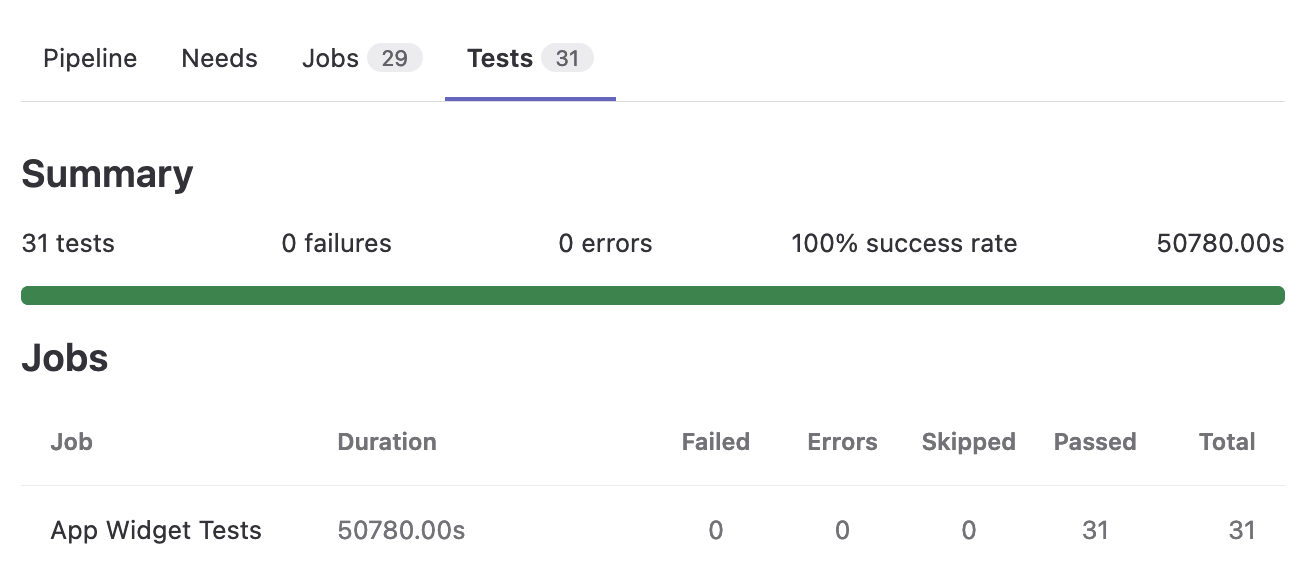 Pipeline Needs Jobs 29 Tests 31
Summary
31 tests 0 failures 0 errors 100% success rate 50780.00s
Jobs
Job Duration Failed Errors Skipped Passed Total
App Widget Tests 50780.00s 0 0 0 31 31